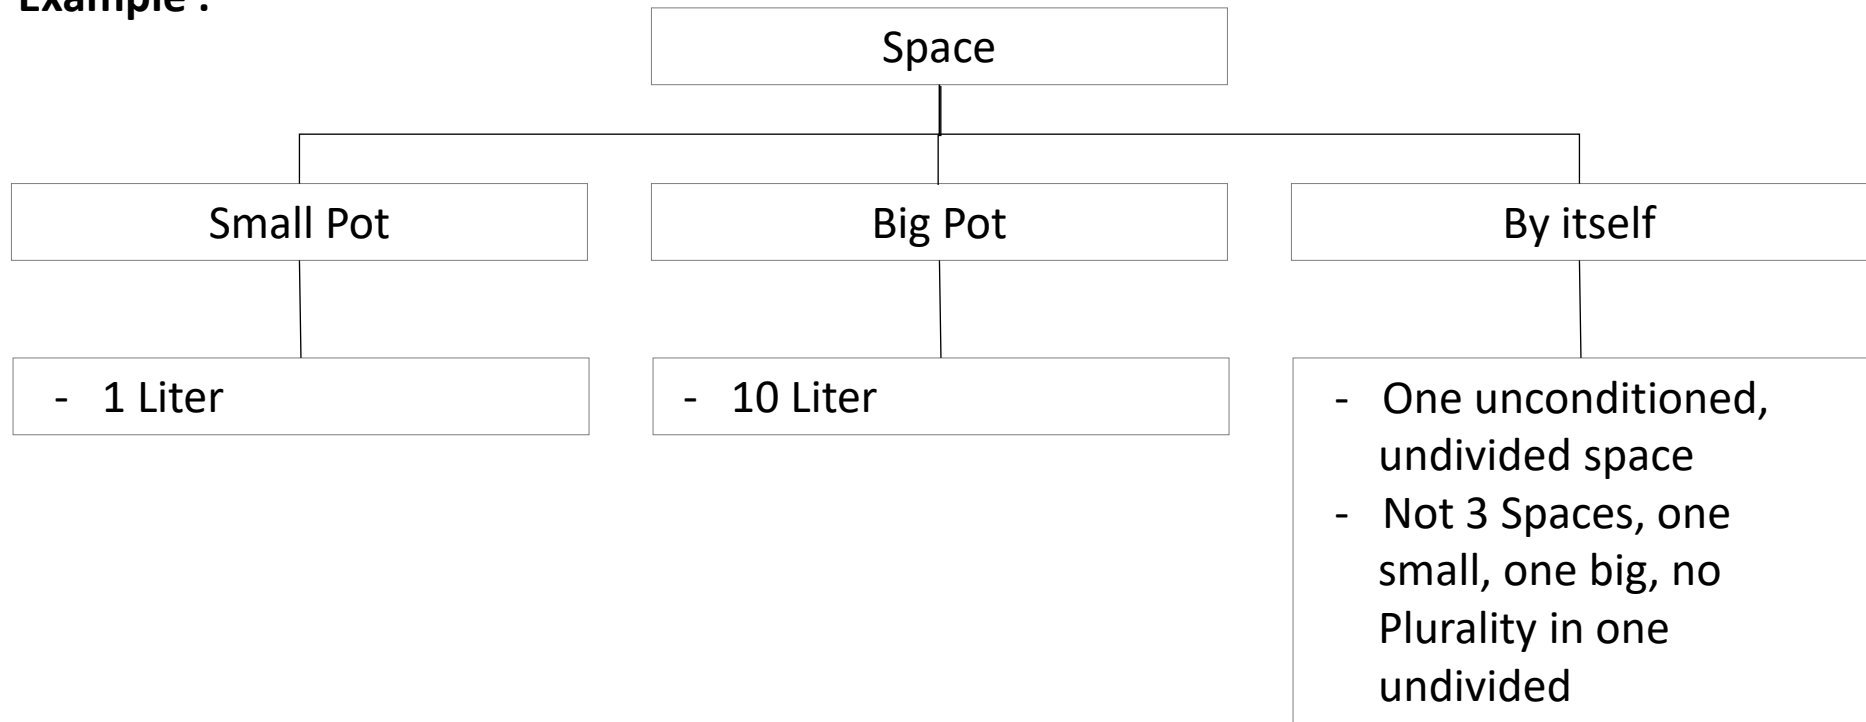 Example :
Space
Small Pot
Big Pot
By itself
- 1 Liter
- 10 Liter
- One unconditioned,
undivided space
- Not 3 Spaces, one
small, one big, no
Plurality in one
undivided